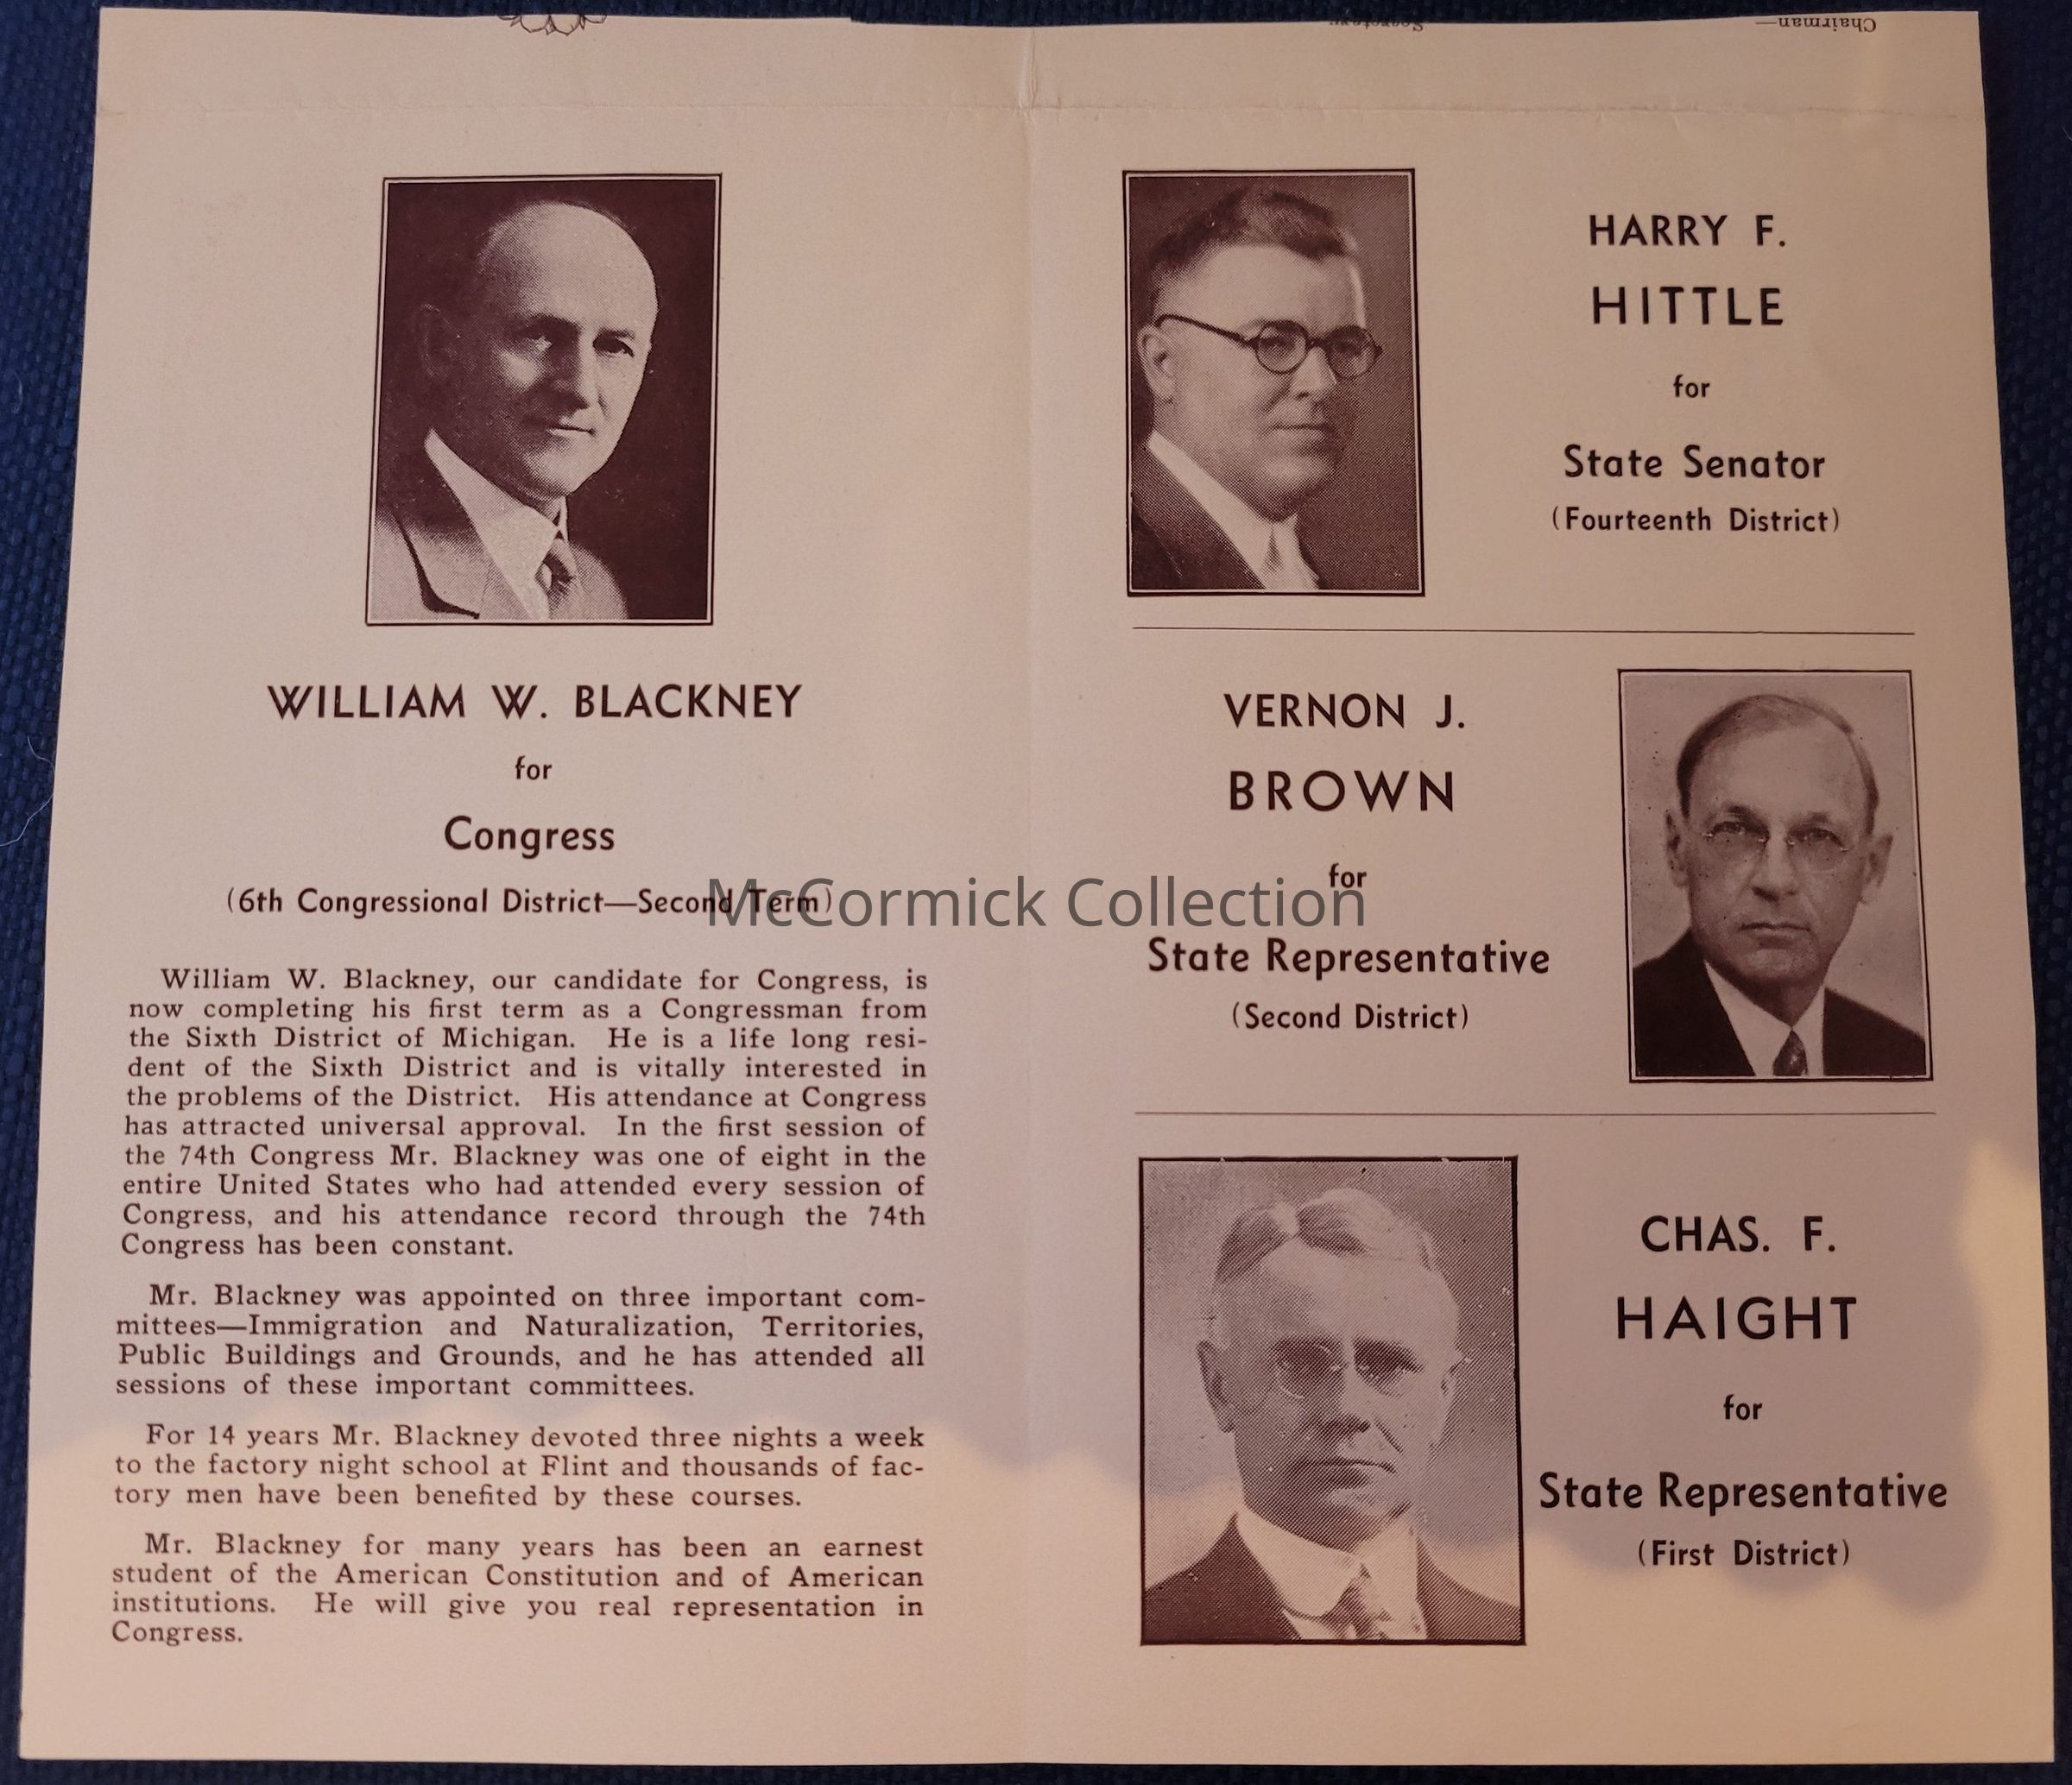 Secretary.
Chairman—
WILLIAM W. BLACKNEY
for
Congress
(6th Congressional District—Second Term)
William W. Blackney, our candidate for Congress, is
now completing his first term as a Congressman from
the Sixth District of Michigan. He is a life long resi-
dent of the Sixth District and is vitally interested in
the problems of the District. His attendance at Congress
has attracted universal approval. In the first session of
the 74th Congress Mr. Blackney was one of eight in the
entire United States who had attended every session of
Congress, and his attendance record through the 74th
Congress has been constant.
Mr. Blackney was appointed on three important com-
mittees—Immigration and Naturalization, Territories,
Public Buildings and Grounds, and he has attended all
sessions of these important committees.
For 14 years Mr. Blackney devoted three nights a week
to the factory night school at Flint and thousands of fac-
tory men have been benefited by these courses.
Mr. Blackney for many years has been an earnest
student of the American Constitution and of American
institutions. He will give you real representation in
Congress.
HARRY F.
HITTLE
for
State Senator
(Fourteenth District)
VERNON J.
BROWN
for
State Representative
(Second District)
CHAS. F.
HAIGHT
for
State Representative
(First District)
McCormick Collection